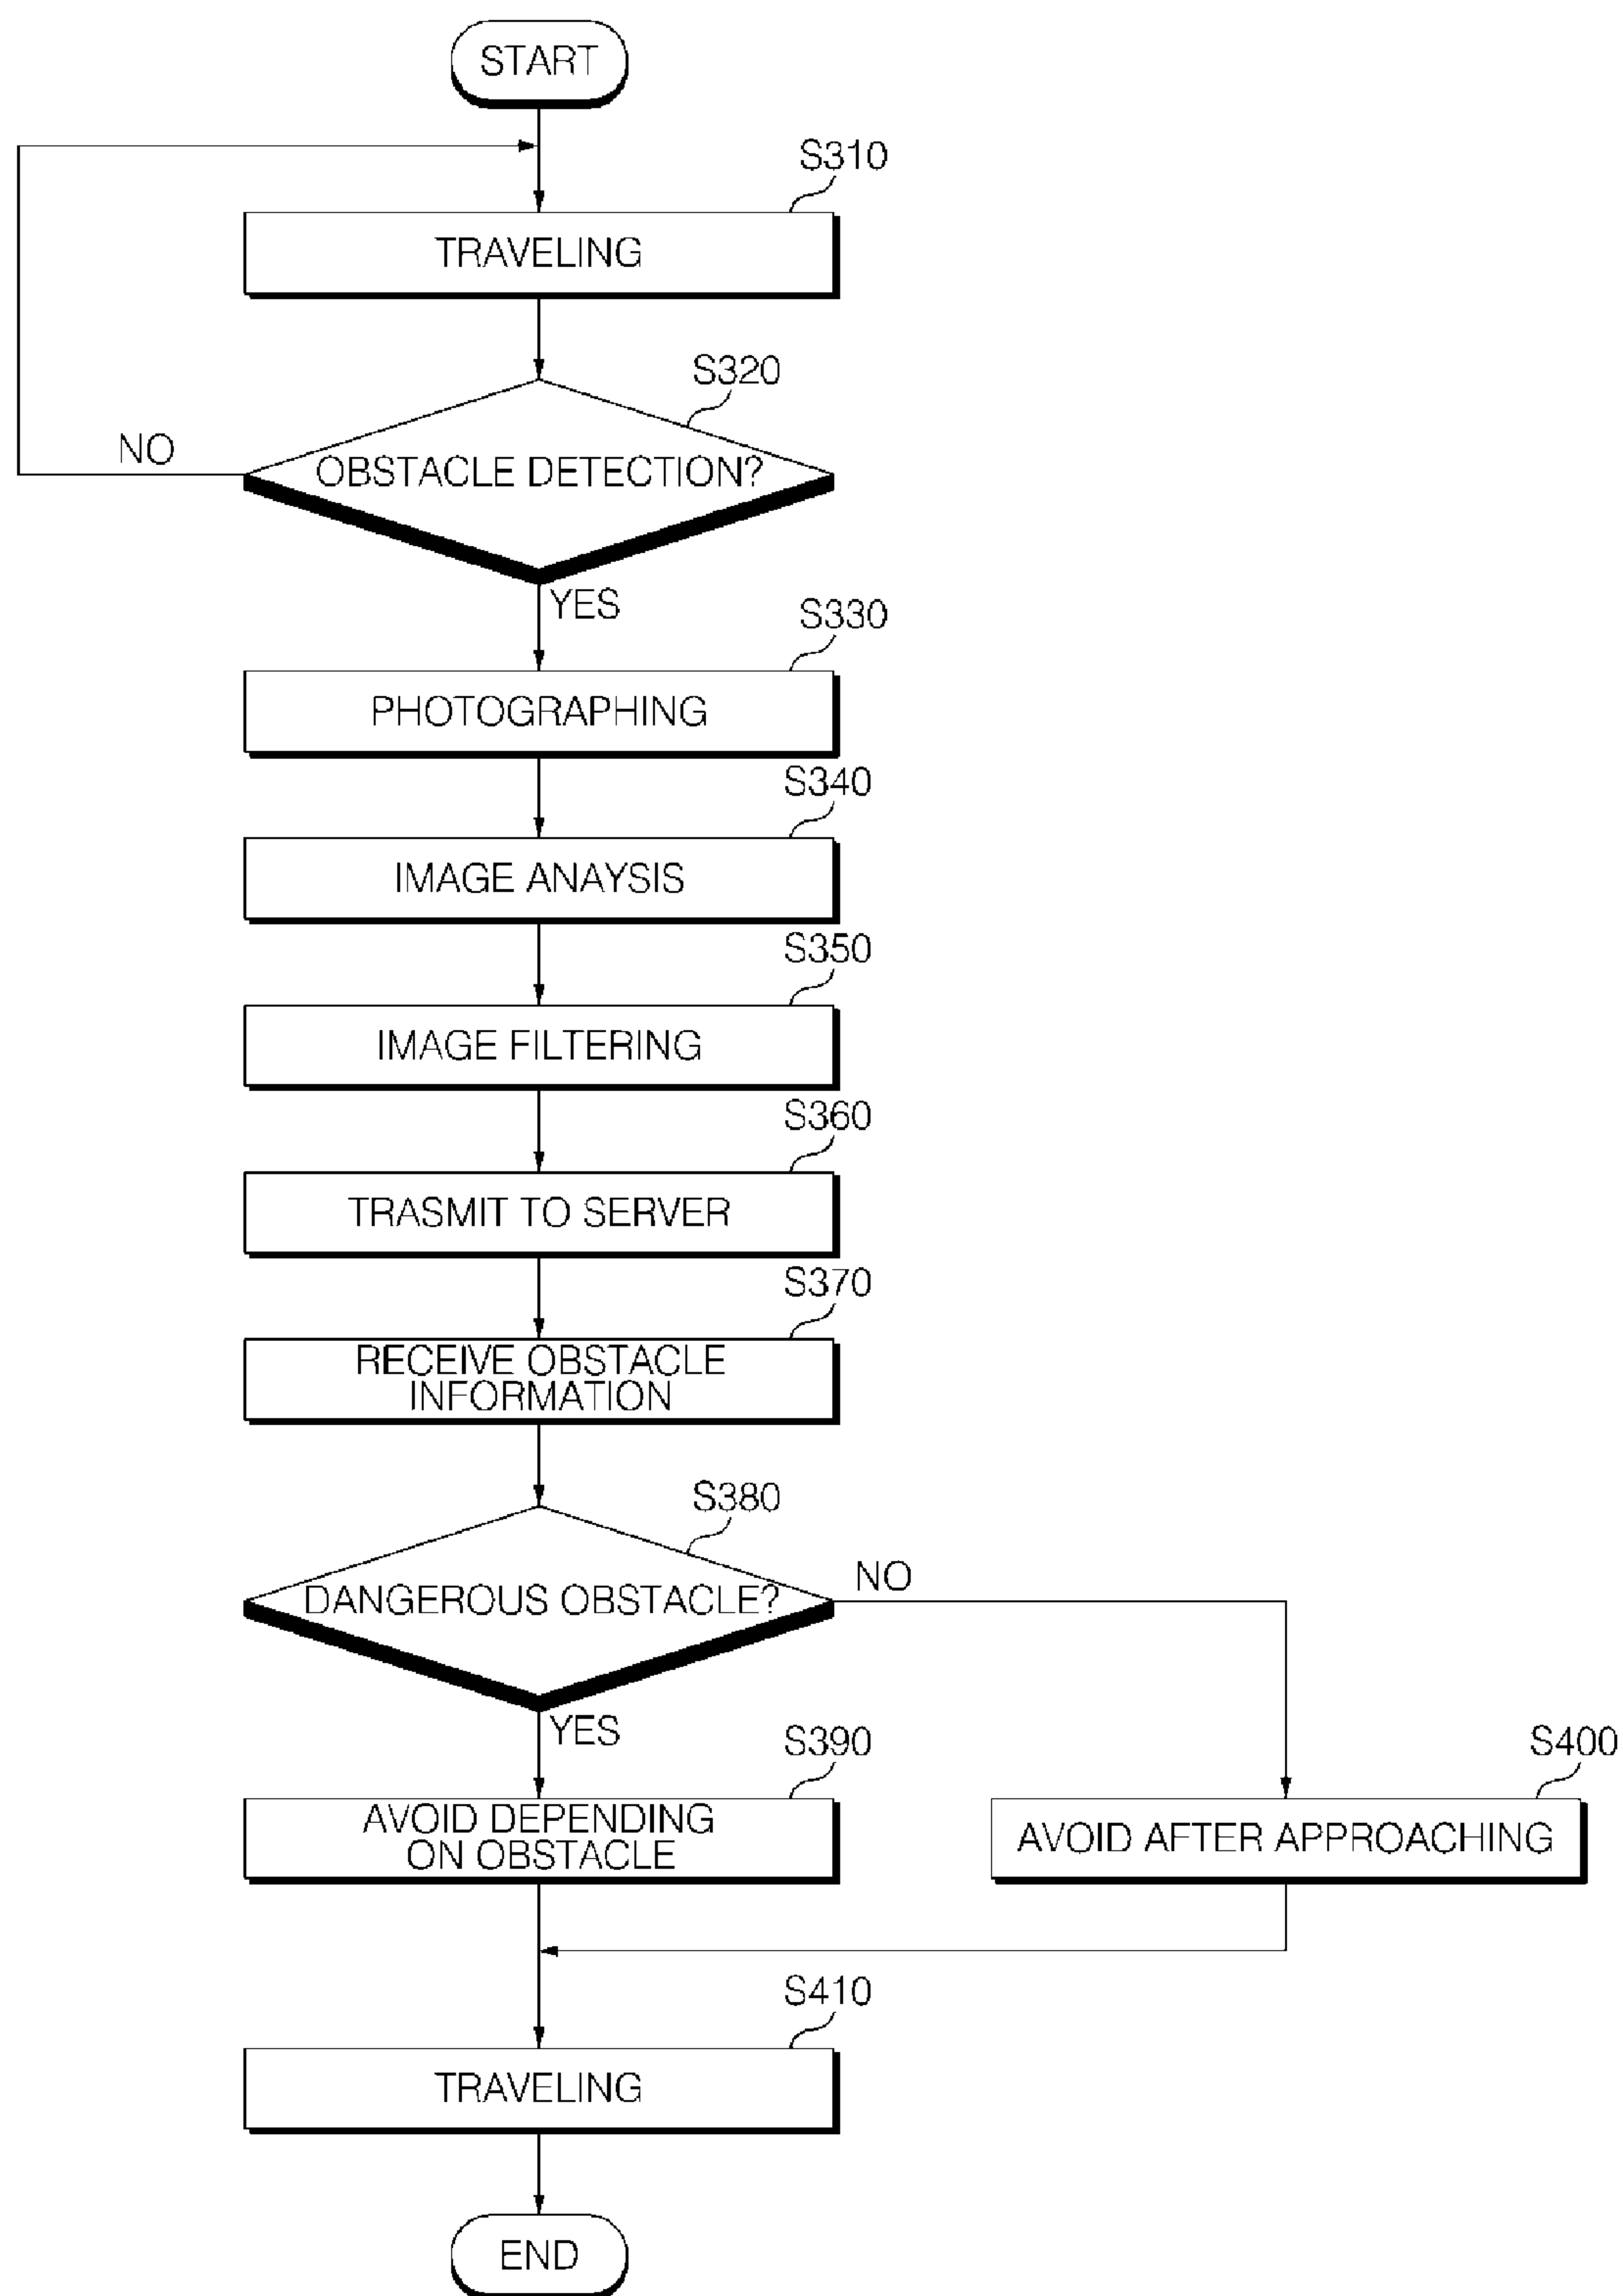 START
S310
TRAVELING
S320
NO
OBSTACLE DETECTION?
YES
S330
PHOTOGRAPHING
S340
IMAGE ANAYSIS
S350
IMAGE FILTERING
S360
TRASMIT TO SERVER
S370
RECEIVE OBSTACLE
INFORMATION
S380
NO
DANGEROUS OBSTACLE?
YES
S390
S400
AVOID DEPENDING
ON OBSTACLE
AVOID AFTER APPROACHING
S410
TRAVELING
END